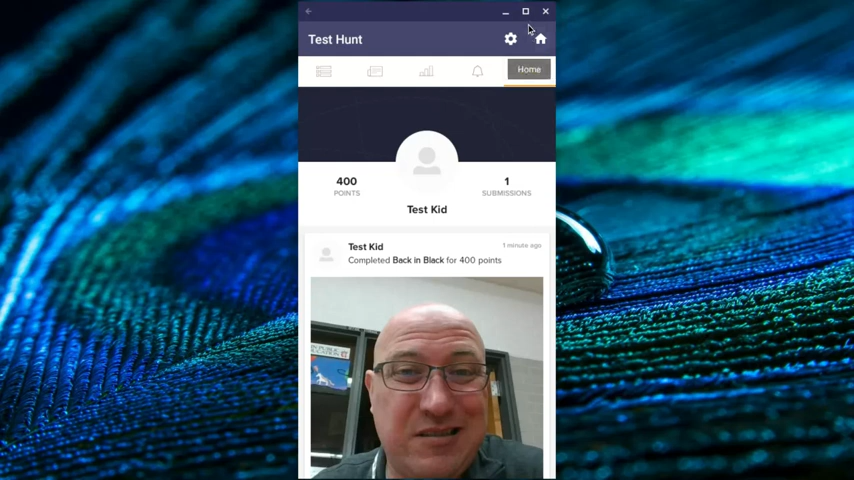 Test Hunt
Home
400
POINTS
1
SUBMISSIONS
Test Kid
Test Kid
1 minute ago
Completed Back in Black for 400 points